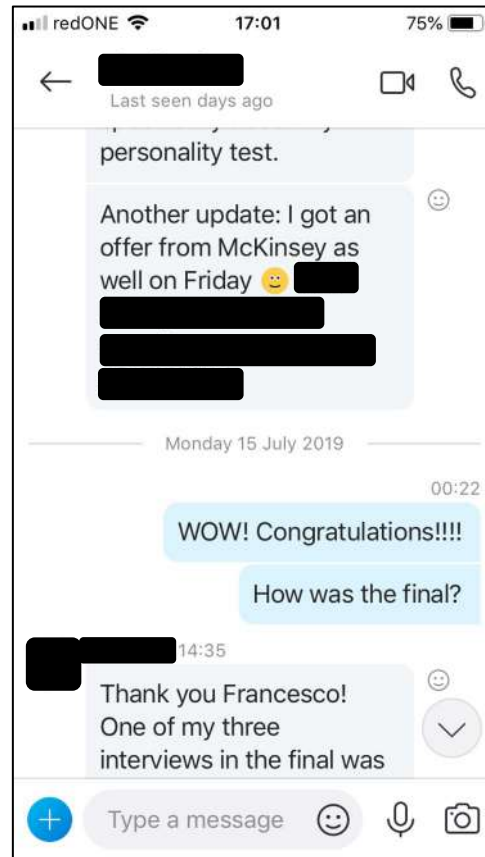 redONE 17:01 75%
Last seen days ago
personality test.
Another update: I got an
offer from McKinsey as
well on Friday
Monday 15 July 2019
00:22
WOW! Congratulations!!!!
How was the final?
14:35
Thank you Francesco!
One of my three
interviews in the final was
Type a message